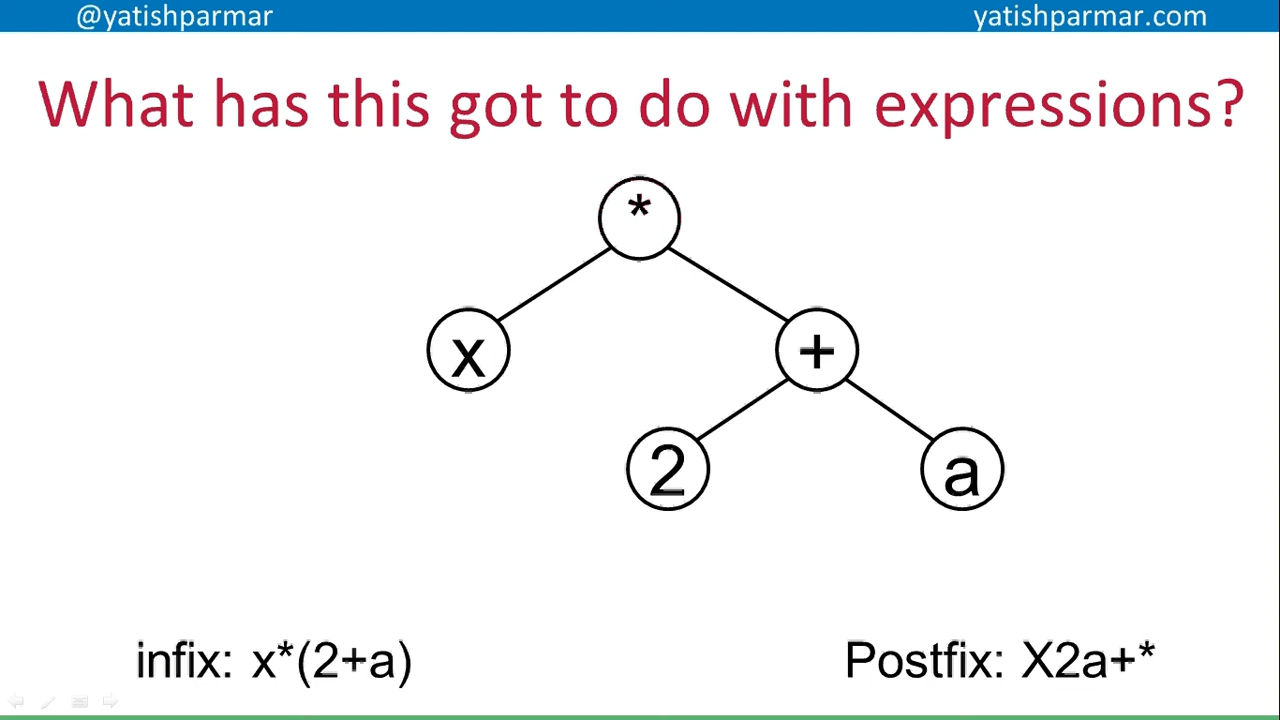 @yatishparmar yatishparmar.com
What has this got to do with expressions?
*
x +
2 a
infix: x*(2+a) Postfix: X2a+*